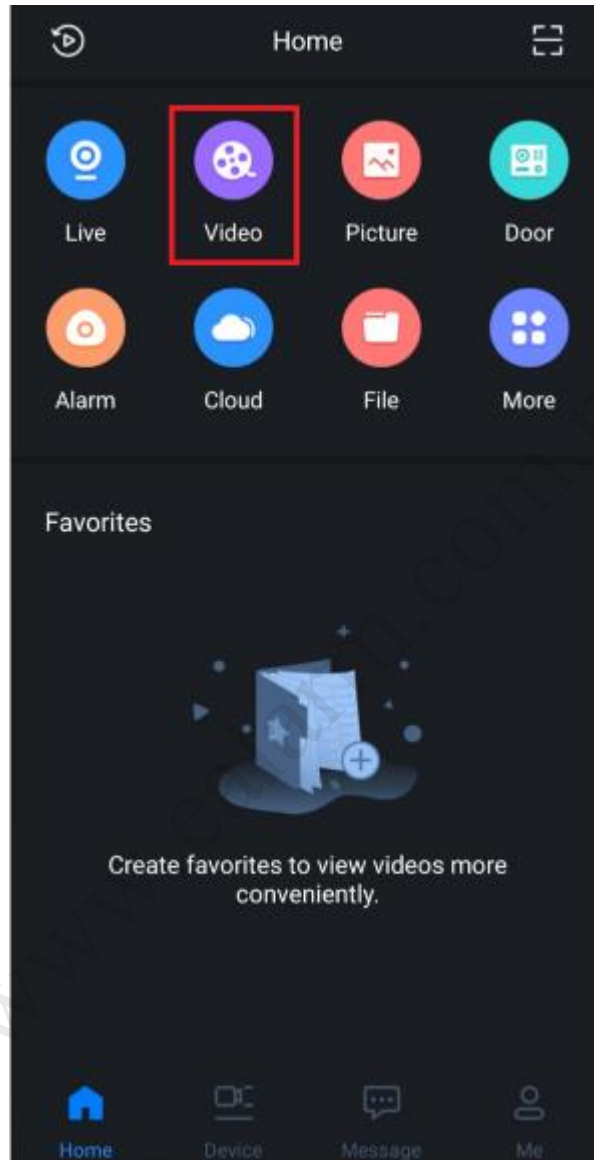 Home
Live
Video
Picture
Door
Alarm
Cloud
File
More
Favorites
Create favorites to view videos more
conveniently.
Home
Device
Message
Me